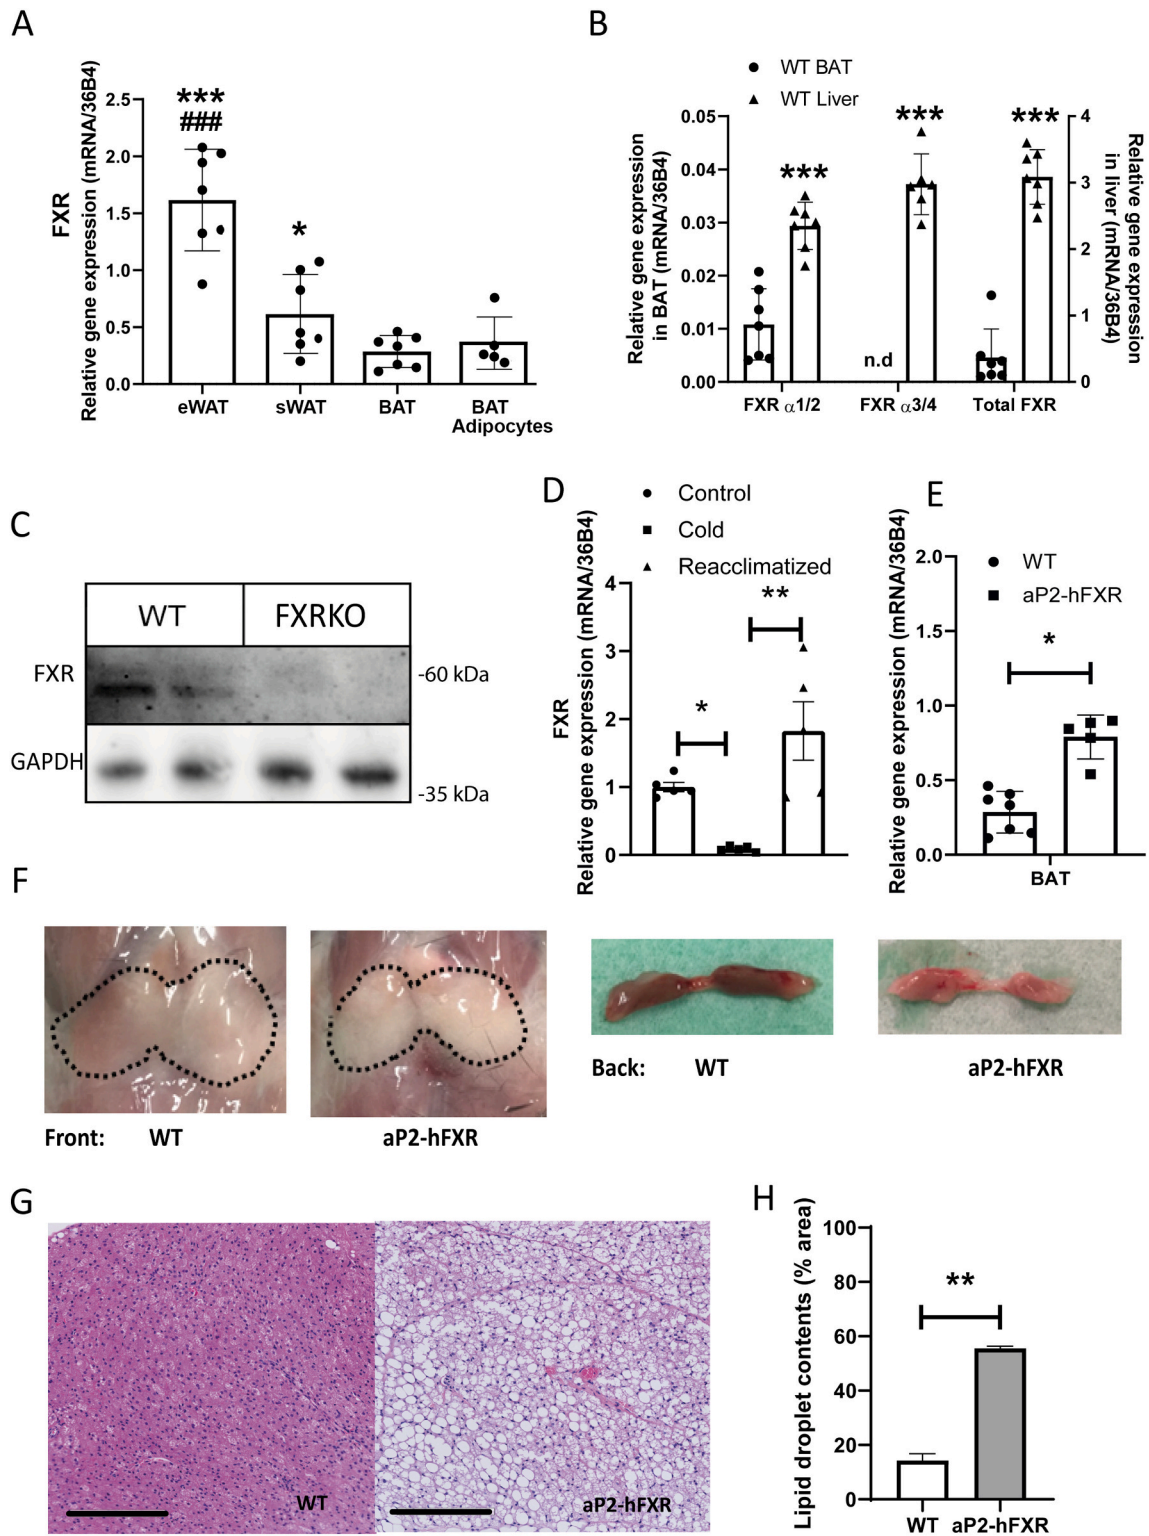 A
FXR
Relative gene expression (mRNA/36B4)
2.5
2.0
1.5
1.0
0.5
0.0
***
###
*
eWAT
sWAT
BAT
BAT
Adipocytes
B
WT BAT
WT Liver
Relative gene expression
in BAT (mRNA/36B4)
0.05
0.04
0.03
0.02
0.01
0.00
***
***
***
n.d
4
3
2
1
0
Relative gene expression
in liver (mRNA/36B4)
FXR α1/2
FXR α3/4
Total FXR
C
WT
FXRKO
FXR
-60 kDa
GAPDH
-35 kDa
D
Control
Cold
Reacclimatized
FXR
Relative gene expression (mRNA/36B4)
4
3
2
1
0
*
**
E
WT
aP2-hFXR
Relative gene expression (mRNA/36B4)
2.0
1.5
1.0
0.5
0.0
*
BAT
F
Front: WT
aP2-hFXR
Back: WT
aP2-hFXR
G
WT
aP2-hFXR
H
Lipid droplet contents (% area)
100
80
60
40
20
0
**
WT
aP2-hFXR